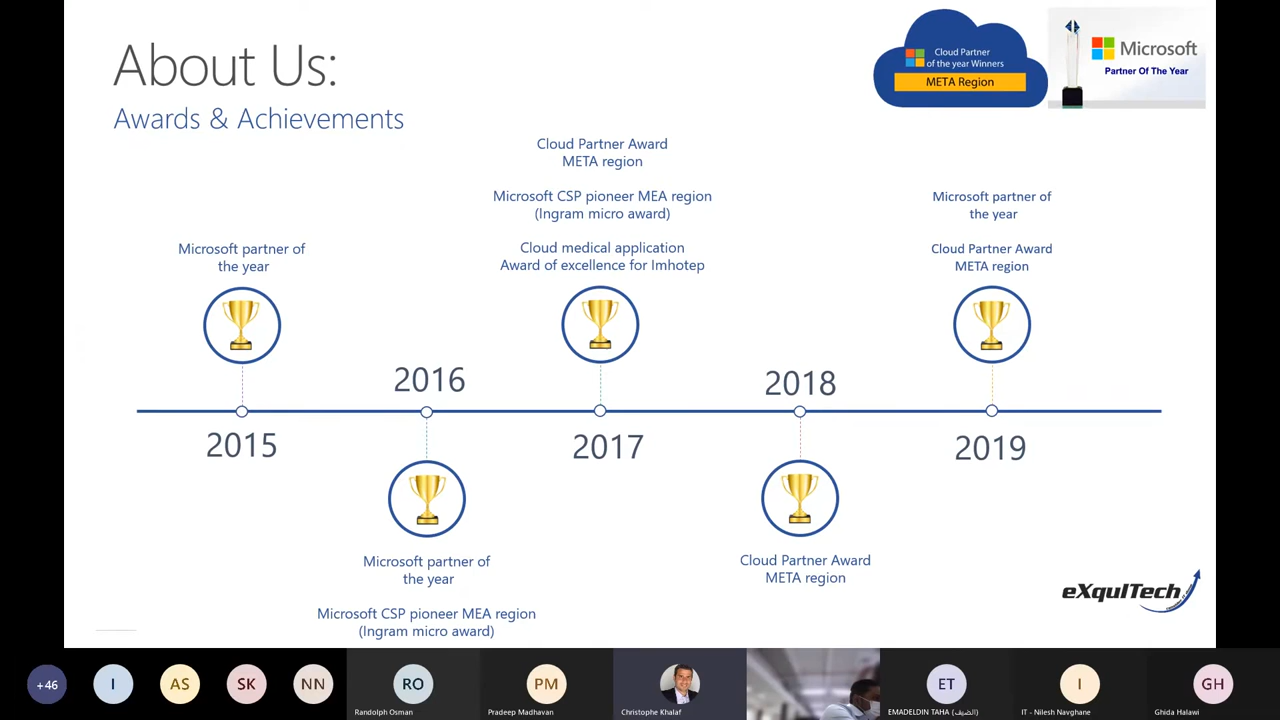 About Us:
Awards & Achievements
Cloud Partner
of the year Winners
META Region
Microsoft
Partner Of The Year
Microsoft partner of
the year
2015
2016
Microsoft partner of
the year
Microsoft CSP pioneer MEA region
(Ingram micro award)
Cloud Partner Award
META region
Microsoft CSP pioneer MEA region
(Ingram micro award)
Cloud medical application
Award of excellence for Imhotep
2017
2018
Cloud Partner Award
META region
Microsoft partner of
the year
Cloud Partner Award
META region
2019
eXquITech
+46
I
AS
SK
NN
RO
Randolph Osman
PM
Pradeep Madhavan
Christophe Khalaf
ET
EMADELDIN TAHA (الضيف)
I
IT - Nilesh Navghane
GH
Ghida Halawi